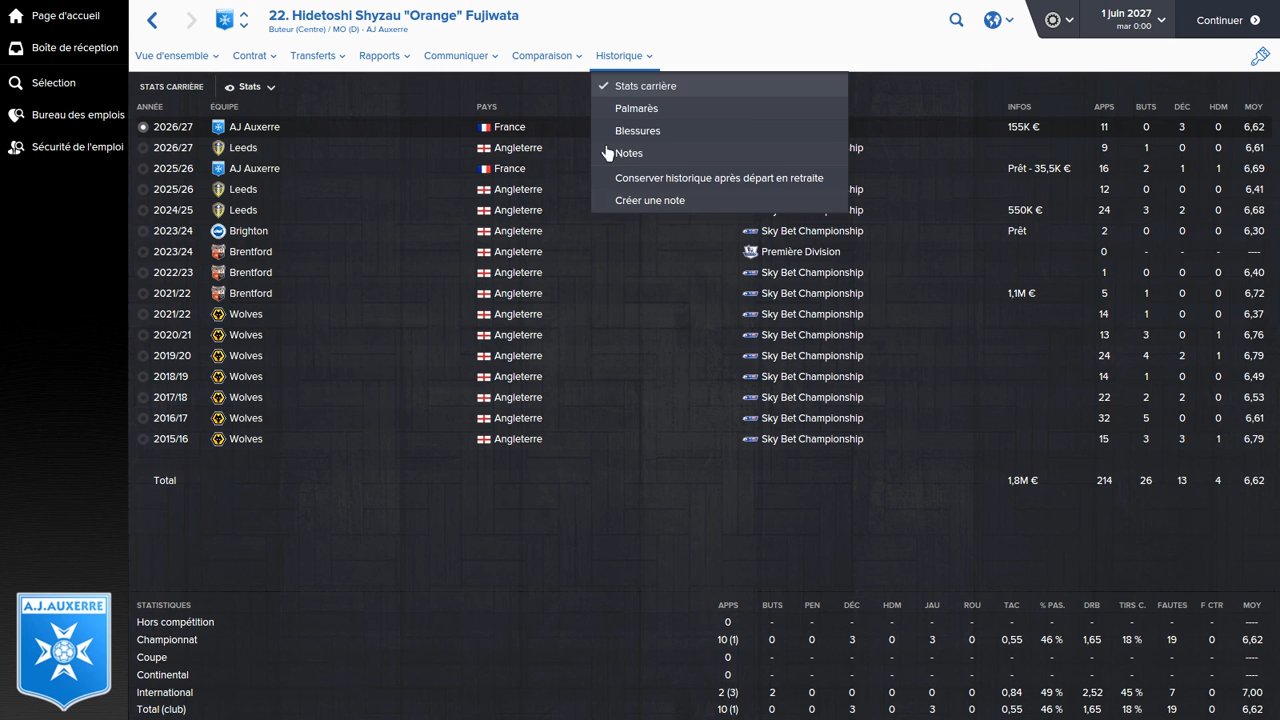 22. Hidetoshi Shyzau "Orange" Fujiwata
Buteur (Centre) / MO (D) - AJ Auxerre
1 juin 2027
mar 0:00
Continuer
Page d'accueil
Boîte de réception
Sélection
Bureau des emplois
Sécurité de l'emploi
Vue d'ensemble Contrat Transferts Rapports Communiquer Comparaison Historique
STATS CARRIÈRE Stats
Stats carrière
Palmarès
Blessures
Notes
Conserver historique après départ en retraite
Créer une note
ANNÉE ÉQUIPE PAYS INFOS APPS BUTS DÉC HDM MOY
2026/27 AJ Auxerre France 155K € 11 0 3 0 6,62
2026/27 Leeds Angleterre 9 1 0 0 6,61
2025/26 AJ Auxerre France Prêt - 35,5K € 16 2 1 1 6,69
2025/26 Leeds Angleterre 12 0 0 0 6,41
2024/25 Leeds Angleterre 550K € 24 3 2 0 6,68
2023/24 Brighton Angleterre Sky Bet Championship Prêt 2 0 0 0 6,30
2023/24 Brentford Angleterre Première Division 0 - - - ----
2022/23 Brentford Angleterre Sky Bet Championship 1 0 0 0 6,40
2021/22 Brentford Angleterre Sky Bet Championship 1,1M € 5 1 0 0 6,72
2021/22 Wolves Angleterre Sky Bet Championship 14 1 0 0 6,37
2020/21 Wolves Angleterre Sky Bet Championship 13 3 0 1 6,76
2019/20 Wolves Angleterre Sky Bet Championship 24 4 2 1 6,79
2018/19 Wolves Angleterre Sky Bet Championship 14 1 0 0 6,49
2017/18 Wolves Angleterre Sky Bet Championship 22 2 2 0 6,53
2016/17 Wolves Angleterre Sky Bet Championship 32 5 0 0 6,61
2015/16 Wolves Angleterre Sky Bet Championship 15 3 3 1 6,79
Total 1,8M € 214 26 13 4 6,62
A.J.AUXERRE
STATISTIQUES APPS BUTS PEN DÉC HDM JAU ROU TAC % PAS. DRB TIRS C. FAUTES F CTR MOY
Hors compétition 0 - - - - - - - - - - - - ----
Championnat 10 (1) 0 0 3 0 3 0 0,55 46 % 1,65 18 % 19 0 6,62
Coupe 0 - - - - - - - - - - - - ----
Continental 0 - - - - - - - - - - - - ----
International 2 (3) 2 0 0 0 0 0 0,84 49 % 2,52 45 % 7 0 7,00
Total (club) 10 (1) 0 0 3 0 3 0 0,55 46 % 1,65 18 % 19 0 6,62